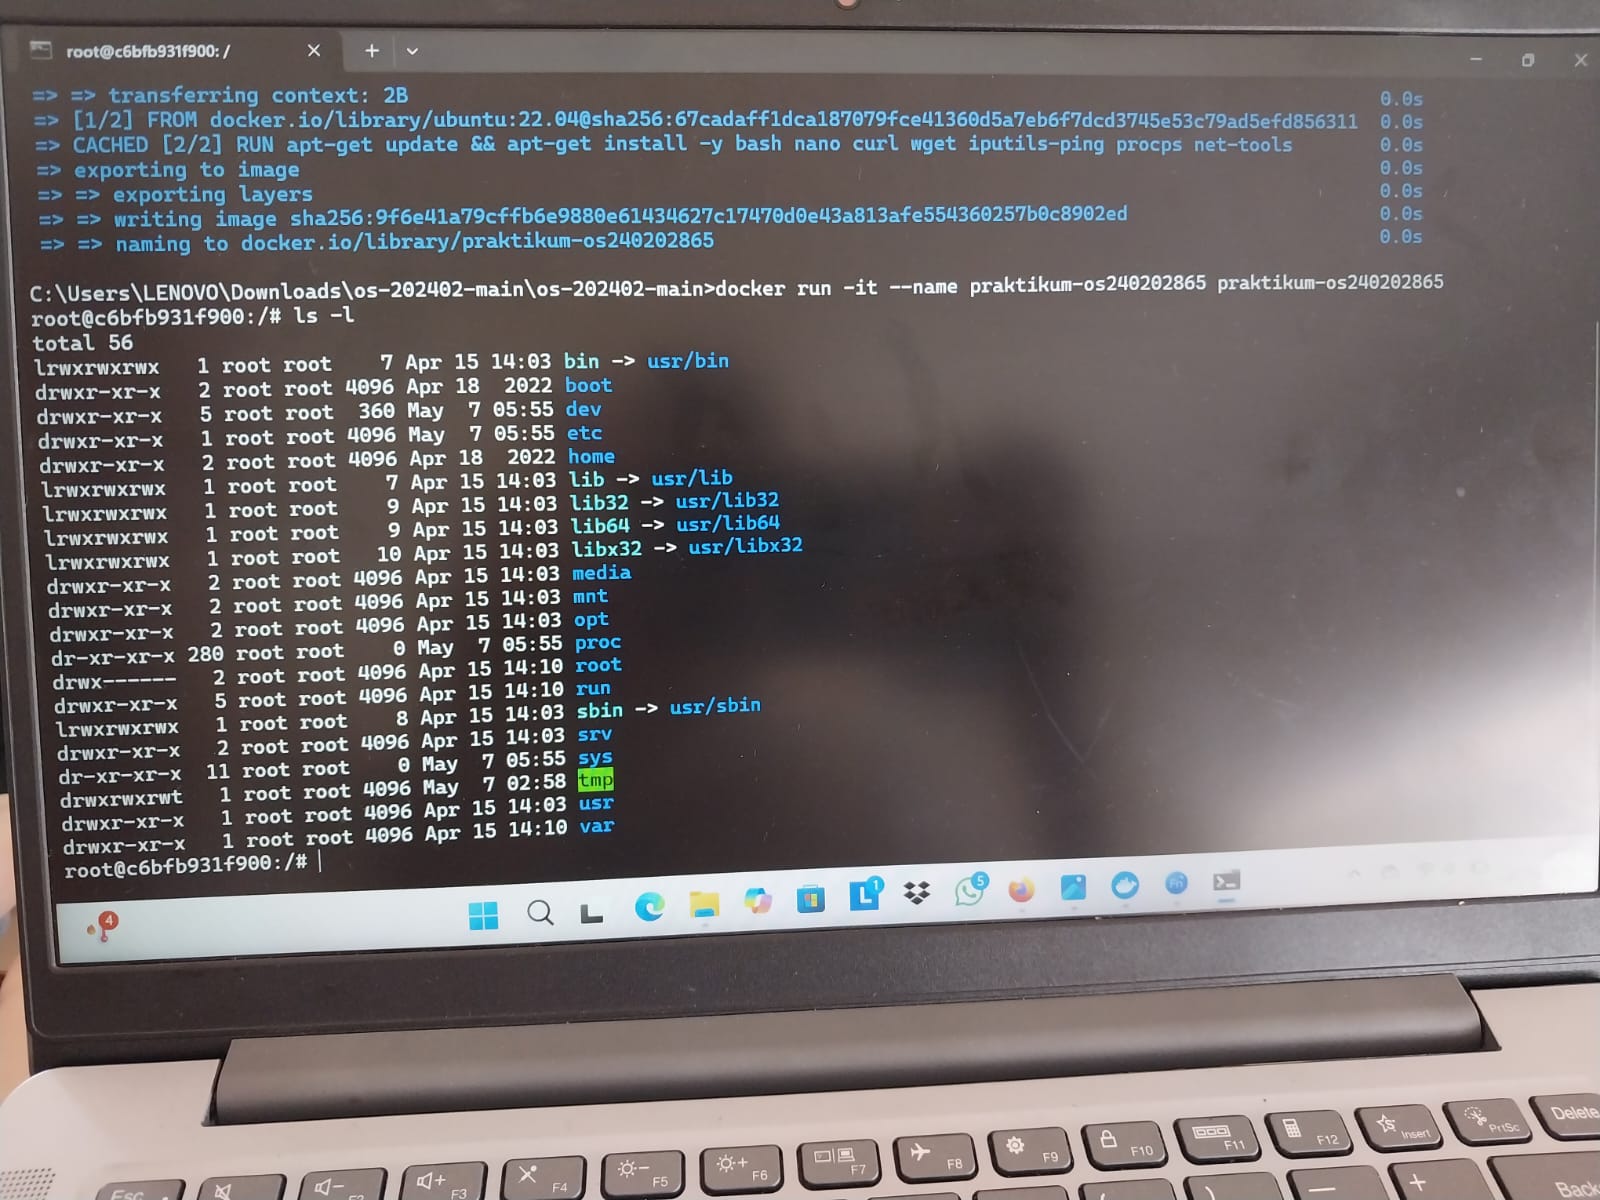 root@c6bfb931f900: /
=> => transferring context: 2B 0.0s
=> [1/2] FROM docker.io/library/ubuntu:22.04@sha256:67cadaff1dca187079fce41360d5a7eb6f7dcd3745e53c79ad5efd856311 0.0s
=> CACHED [2/2] RUN apt-get update && apt-get install -y bash nano curl wget iputils-ping procps net-tools 0.0s
=> exporting to image 0.0s
=> => exporting layers 0.0s
=> => writing image sha256:9f6e41a79cffb6e9880e61434627c17470d0e43a813afe554360257b0c8902ed 0.0s
=> => naming to docker.io/library/praktikum-os240202865 0.0s
C:\Users\LENOVO\Downloads\os-202402-main\os-202402-main>docker run -it --name praktikum-os240202865 praktikum-os240202865
root@c6bfb931f900:/# ls -l
total 56
lrwxrwxrwx 1 root root 7 Apr 15 14:03 bin -> usr/bin
drwxr-xr-x 2 root root 4096 Apr 18 2022 boot
drwxr-xr-x 5 root root 360 May 7 05:55 dev
drwxr-xr-x 1 root root 4096 May 7 05:55 etc
drwxr-xr-x 2 root root 4096 Apr 18 2022 home
lrwxrwxrwx 1 root root 7 Apr 15 14:03 lib -> usr/lib
lrwxrwxrwx 1 root root 9 Apr 15 14:03 lib32 -> usr/lib32
lrwxrwxrwx 1 root root 9 Apr 15 14:03 lib64 -> usr/lib64
lrwxrwxrwx 1 root root 10 Apr 15 14:03 libx32 -> usr/libx32
drwxr-xr-x 2 root root 4096 Apr 15 14:03 media
drwxr-xr-x 2 root root 4096 Apr 15 14:03 mnt
drwxr-xr-x 2 root root 4096 Apr 15 14:03 opt
dr-xr-xr-x 280 root root 0 May 7 05:55 proc
drwx------ 2 root root 4096 Apr 15 14:10 root
drwxr-xr-x 5 root root 4096 Apr 15 14:10 run
lrwxrwxrwx 1 root root 8 Apr 15 14:03 sbin -> usr/sbin
drwxr-xr-x 2 root root 4096 Apr 15 14:03 srv
dr-xr-xr-x 11 root root 0 May 7 05:55 sys
drwxrwxrwt 1 root root 4096 May 7 02:58 tmp
drwxr-xr-x 1 root root 4096 Apr 15 14:03 usr
drwxr-xr-x 1 root root 4096 Apr 15 14:10 var
root@c6bfb931f900:/#
4 L 1 5 Fn
Esc F2 F3 F4 F5 F6 F7 F8 F9 F10 F11 F12 Insert PrtSc Delete
( ) — + Back